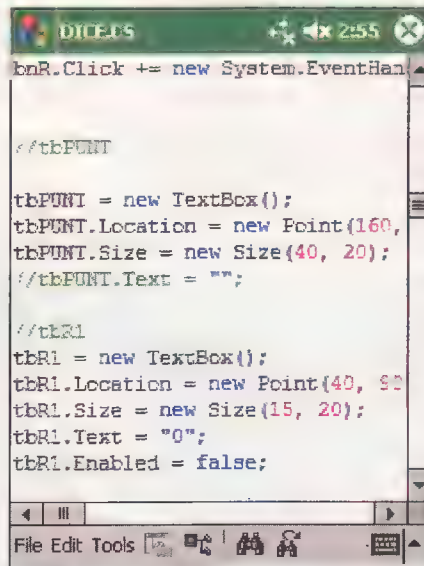 DICE.CS 2:55
bnR.Click += new System.EventHan
//tbPUNT
tbPUNT = new TextBox();
tbPUNT.Location = new Point(160,
tbPUNT.Size = new Size(40, 20);
//tbPUNT.Text = "";
//tbR1
tbR1 = new TextBox();
tbR1.Location = new Point(40, 90
tbR1.Size = new Size(15, 20);
tbR1.Text = "0";
tbR1.Enabled = false;
File Edit Tools